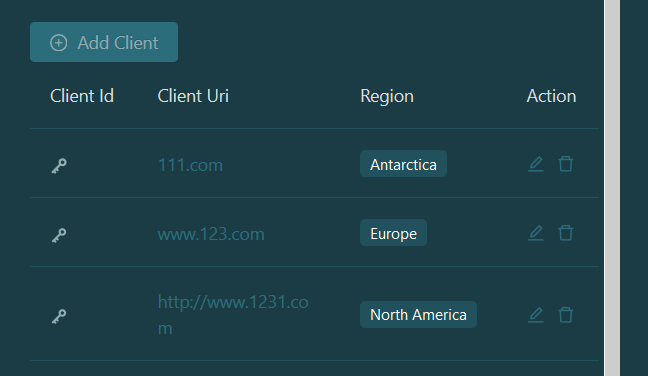 Add Client
Client Id Client Uri Region Action
111.com Antarctica
www.123.com Europe
http://www.1231.co
m
North America